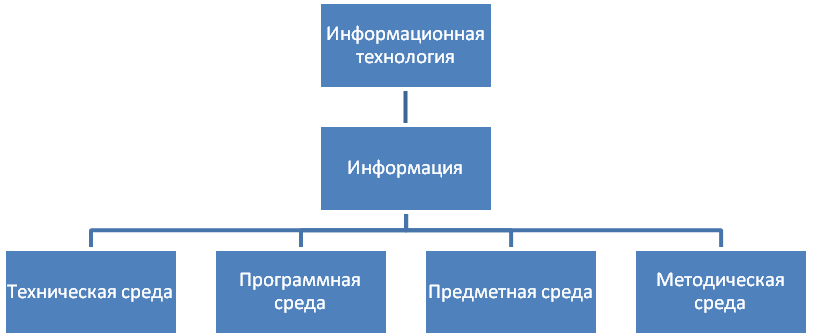 Информационная
технология
Информация
Техническая среда
Программная
среда
Предметная среда
Методическая
среда